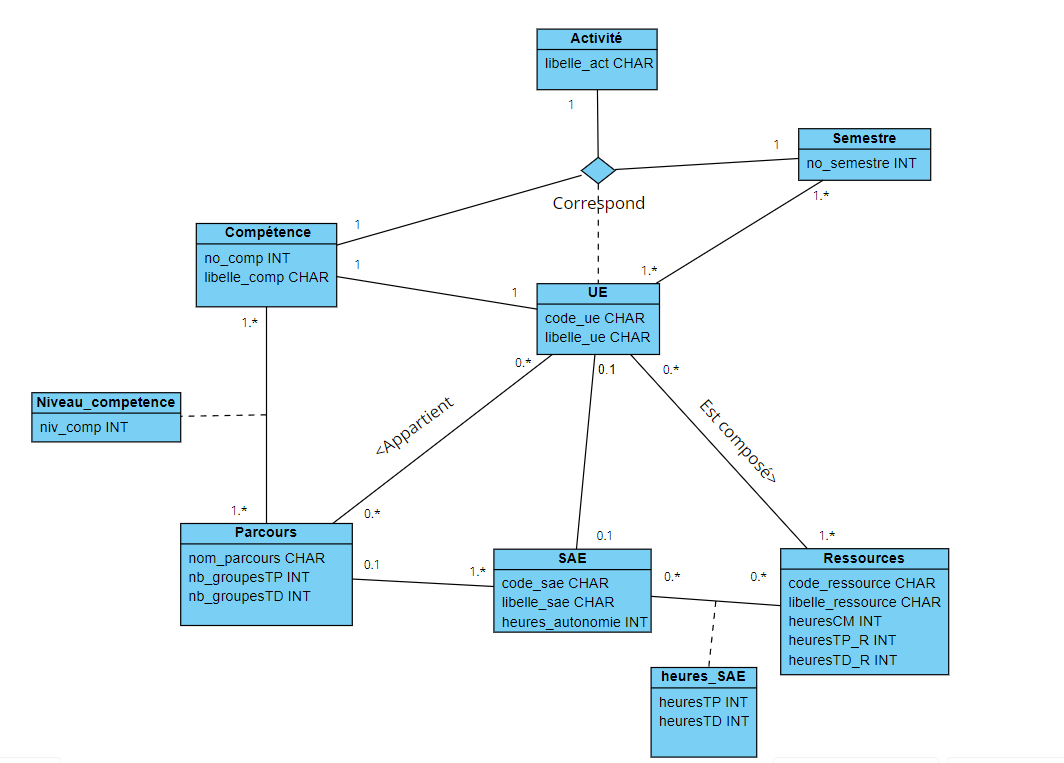 Activité
libelle_act CHAR
1
Semestre
no_semestre INT
1
1.*
Correspond
Compétence
no_comp INT
libelle_comp CHAR
1
1
1.*
1
1.*
UE
code_ue CHAR
libelle_ue CHAR
0.*
0.1
0.*
Niveau_competence
niv_comp INT
<Appartient
Est composé>
1.*
0.*
Parcours
nom_parcours CHAR
nb_groupesTP INT
nb_groupesTD INT
0.1
1.*
0.1
SAE
code_sae CHAR
libelle_sae CHAR
heures_autonomie INT
0.*
0.*
1.*
Ressources
code_ressource CHAR
libelle_ressource CHAR
heuresCM INT
heuresTP_R INT
heuresTD_R INT
heures_SAE
heuresTP INT
heuresTD INT